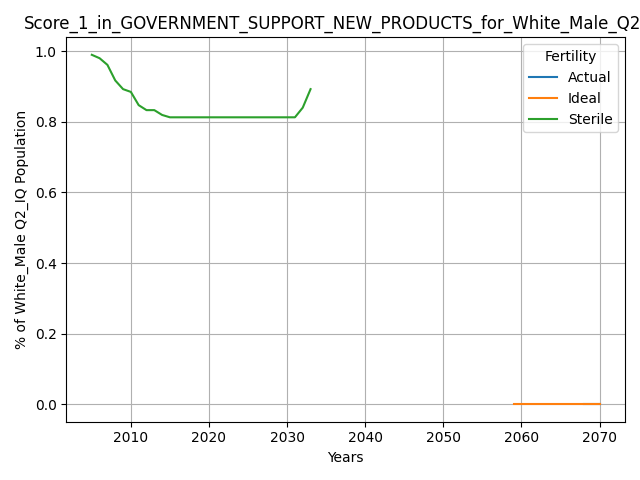 Score_1_in_GOVERNMENT_SUPPORT_NEW_PRODUCTS_for_White_Male_Q2
Fertility
Actual
Ideal
Sterile
% of White_Male Q2_IQ Population
1.0
0.8
0.6
0.4
0.2
0.0
2010 2020 2030 2040 2050 2060 2070
Years